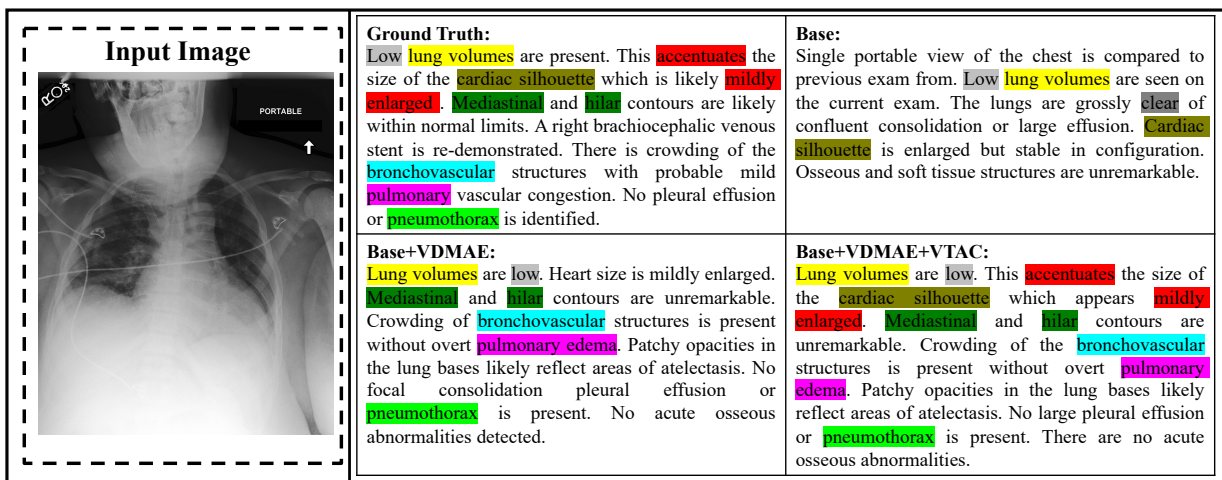 Input Image
PORTABLE
Ground Truth:
Low lung volumes are present. This accentuates the
size of the cardiac silhouette which is likely mildly
enlarged . Mediastinal and hilar contours are likely
within normal limits. A right brachiocephalic venous
stent is re-demonstrated. There is crowding of the
bronchovascular structures with probable mild
pulmonary vascular congestion. No pleural effusion
or pneumothorax is identified.
Base:
Single portable view of the chest is compared to
previous exam from. Low lung volumes are seen on
the current exam. The lungs are grossly clear of
confluent consolidation or large effusion. Cardiac
silhouette is enlarged but stable in configuration.
Osseous and soft tissue structures are unremarkable.
Base+VDMAE:
Lung volumes are low. Heart size is mildly enlarged.
Mediastinal and hilar contours are unremarkable.
Crowding of bronchovascular structures is present
without overt pulmonary edema. Patchy opacities in
the lung bases likely reflect areas of atelectasis. No
focal consolidation pleural effusion or
pneumothorax is present. No acute osseous
abnormalities detected.
Base+VDMAE+VTAC:
Lung volumes are low. This accentuates the size of
the cardiac silhouette which appears mildly
enlarged. Mediastinal and hilar contours are
unremarkable. Crowding of the bronchovascular
structures is present without overt pulmonary
edema. Patchy opacities in the lung bases likely
reflect areas of atelectasis. No large pleural effusion
or pneumothorax is present. There are no acute
osseous abnormalities.